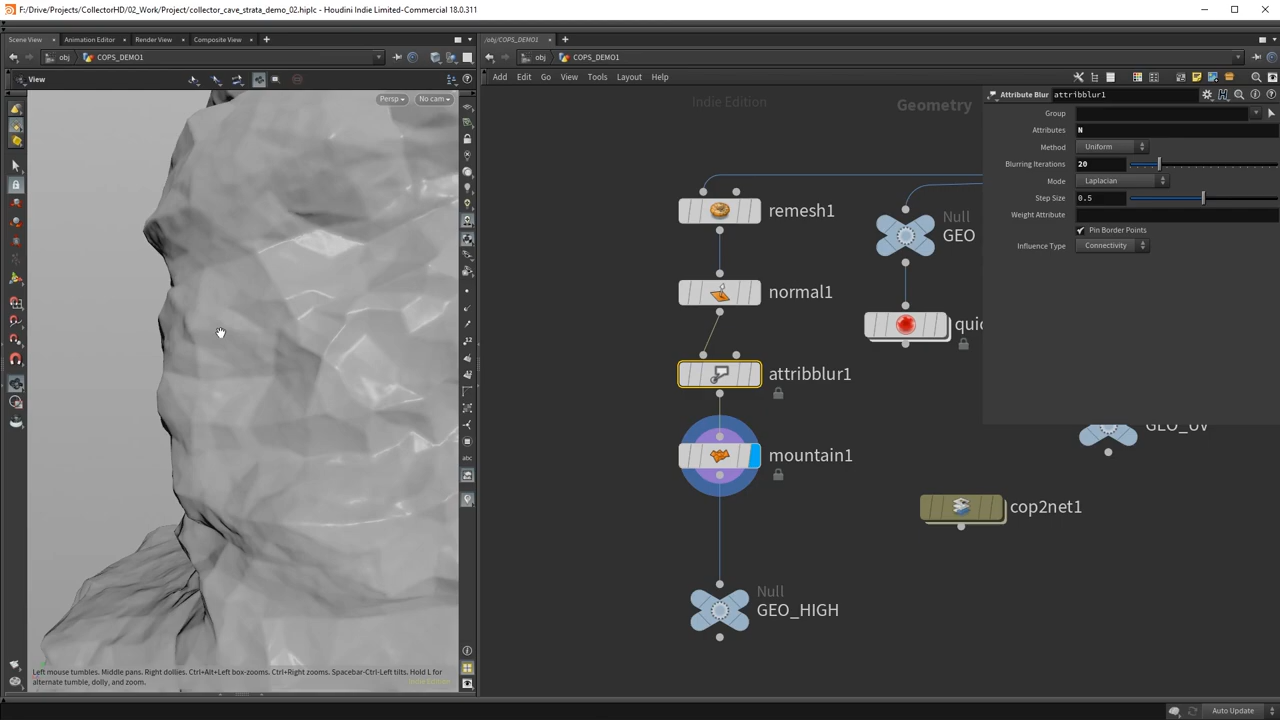 F:/Drive/Projects/CollectorHD/02_Work/Project/collector_cave_strata_demo_02.hiplc - Houdini Indie Limited-Commercial 18.0.311
Scene View
Animation Editor
Render View
Composite View
/obj/COPS_DEMO1
obj
COPS_DEMO1
obj
COPS_DEMO1
View
Add
Edit
Go
View
Tools
Layout
Help
Persp
No cam
Indie Edition
Geometry
Attribute Blur
attribblur1
Group
Attributes
N
Method
Uniform
Blurring Iterations
20
Mode
Laplacian
Step Size
0.5
Weight Attribute
Pin Border Points
Influence Type
Connectivity
remesh1
Null
GEO
normal1
quic
attribblur1
GEO_UV
mountain1
cop2net1
Null
GEO_HIGH
abc
Left mouse tumbles. Middle pans. Right dollies. Ctrl+Alt+Left box-zooms. Ctrl+Right zooms. Spacebar-Ctrl-Left tilts. Hold L for
alternate tumble, dolly, and zoom.
Indie Edition
Auto Update